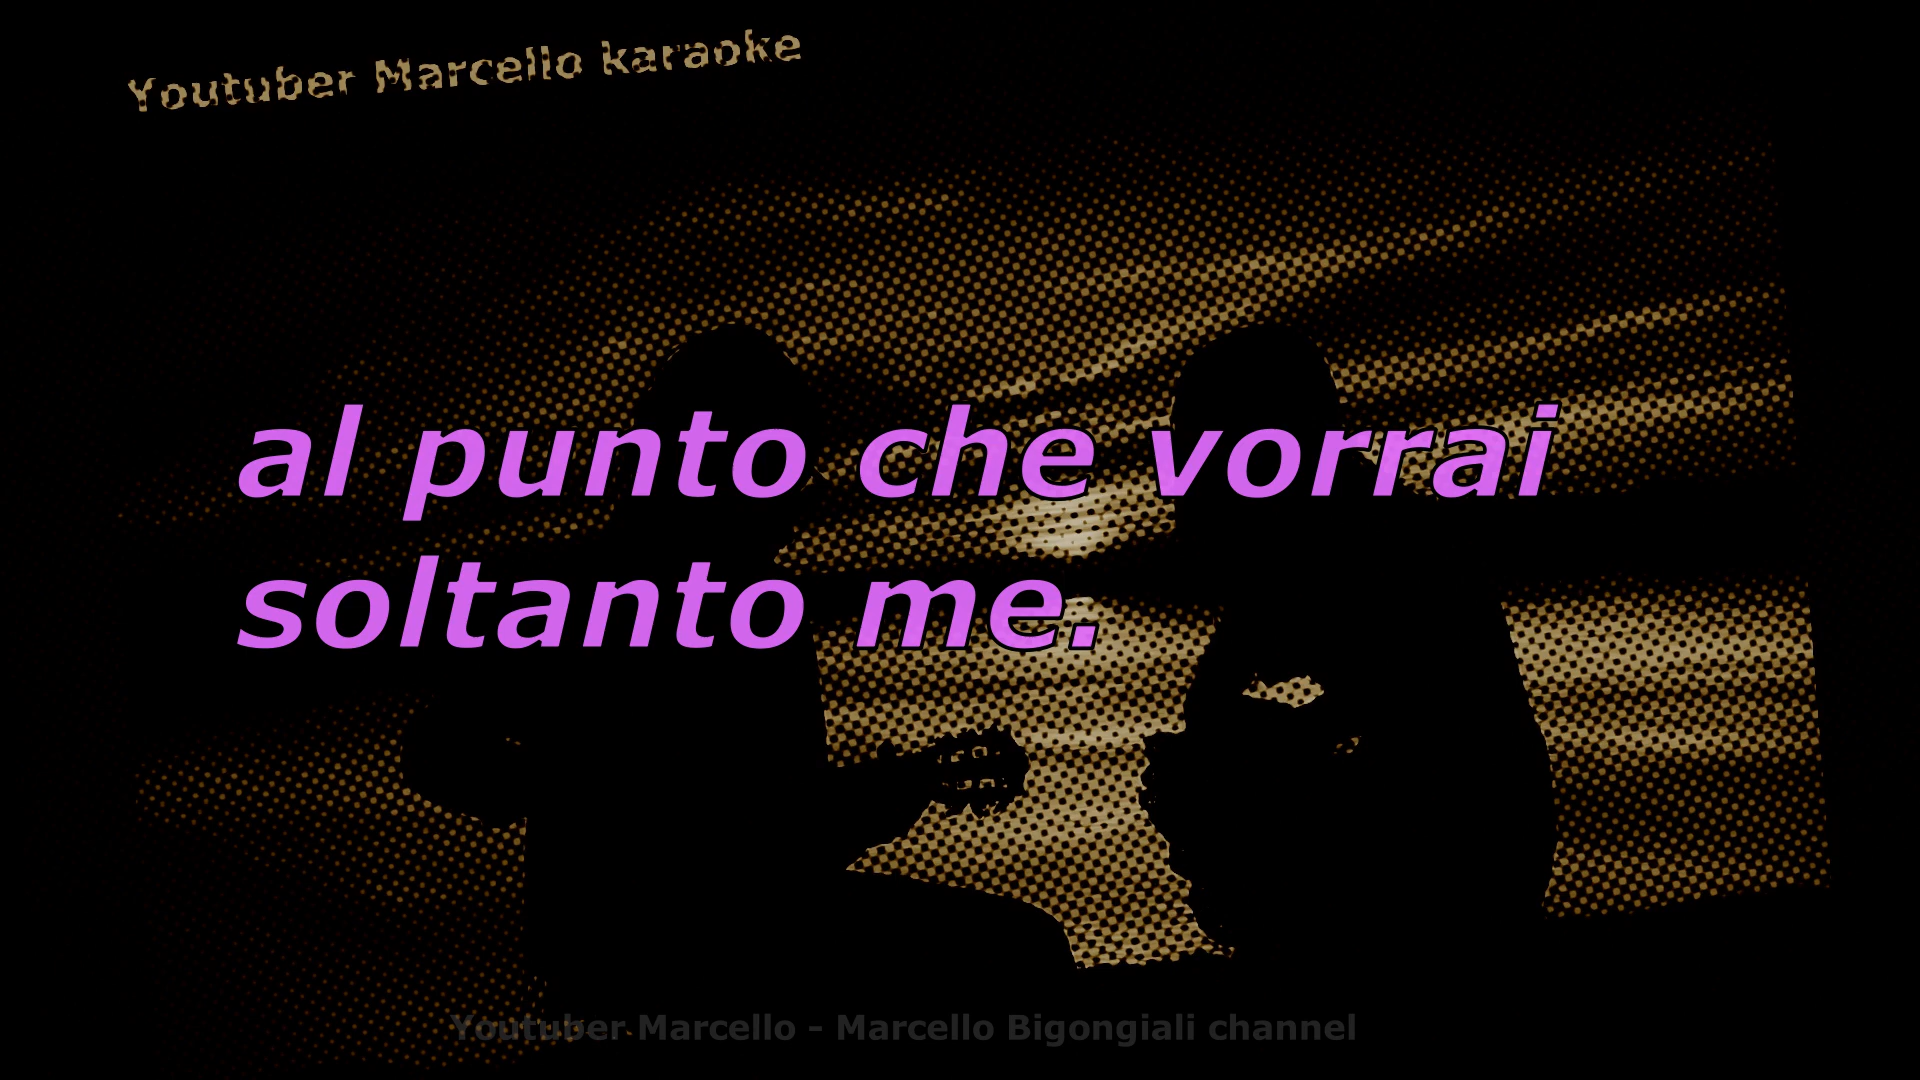 Youtuber Marcello karaoke
al punto che vorrai
soltanto me.
Youtuber Marcello - Marcello Bigongiali channel